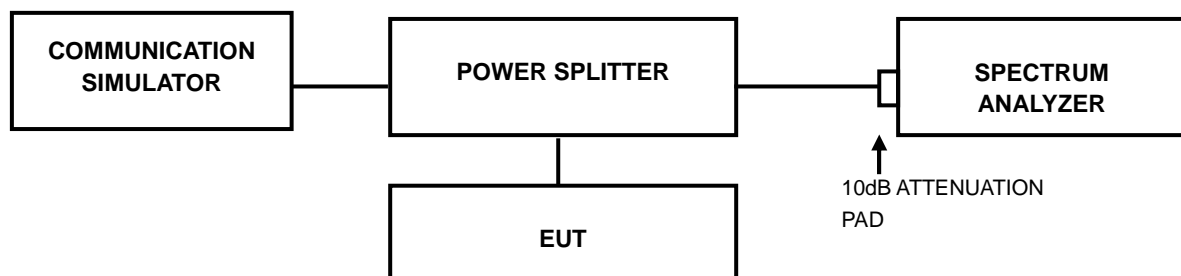 COMMUNICATION
SIMULATOR
POWER SPLITTER
SPECTRUM
ANALYZER
10dB ATTENUATION
PAD
EUT